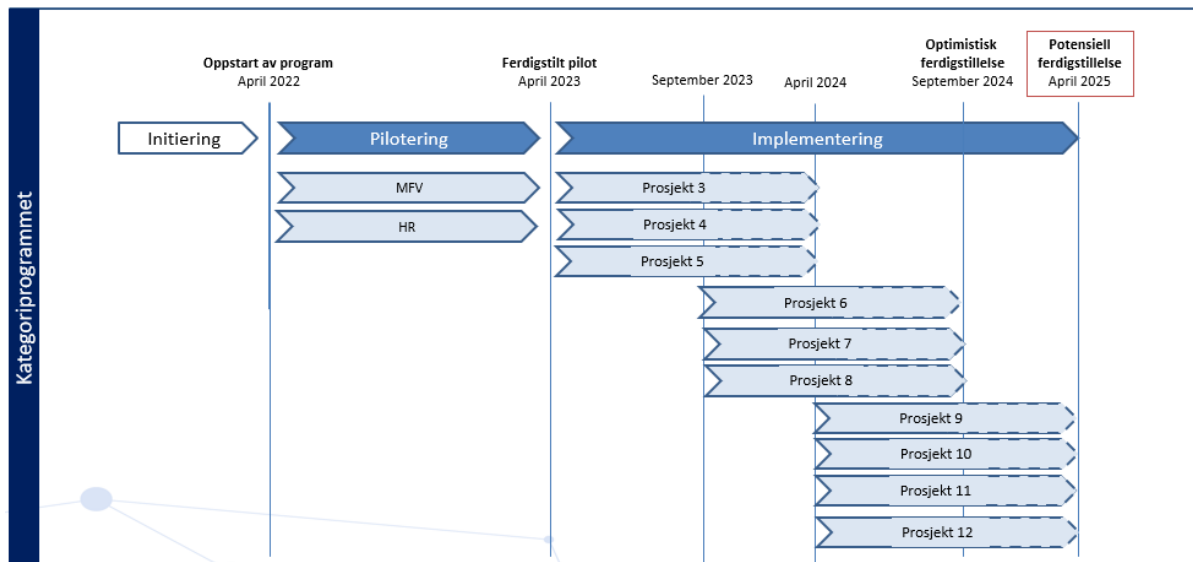 Kategoriprogrammet
Oppstart av program
April 2022
Ferdigstilt pilot
April 2023
September 2023
April 2024
Optimistisk
ferdigstillelse
September 2024
Potensiell
ferdigstillelse
April 2025
Initiering
Pilotering
Implementering
MFV
Prosjekt 3
HR
Prosjekt 4
Prosjekt 5
Prosjekt 6
Prosjekt 7
Prosjekt 8
Prosjekt 9
Prosjekt 10
Prosjekt 11
Prosjekt 12